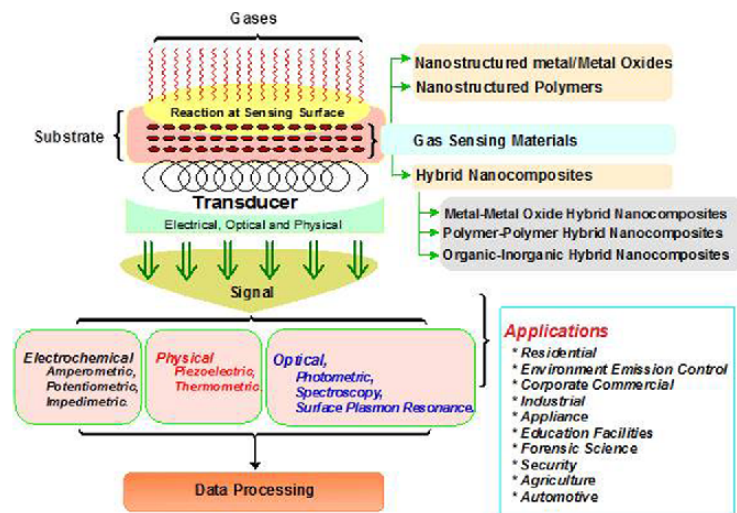 Gases
Nanostructured metal/Metal Oxides
Nanostructured Polymers
Reaction at Sensing Surface
Substrate
Gas Sensing Materials
Hybrid Nanocomposites
Transducer
Electrical, Optical and Physical
Metal-Metal Oxide Hybrid Nanocomposites
Polymer-Polymer Hybrid Nanocomposites
Organic-Inorganic Hybrid Nanocomposites
Signal
Electrochemical
Amperometric,
Potentiometric,
Impedimetric.
Physical
Piezoelectric,
Thermometric.
Optical,
Photometric,
Spectroscopy,
Surface Plasmon Resonance.
Applications
* Residential
* Environment Emission Control
* Corporate Commercial
* Industrial
* Appliance
* Education Facilities
* Forensic Science
* Security
* Agriculture
* Automotive
Data Processing